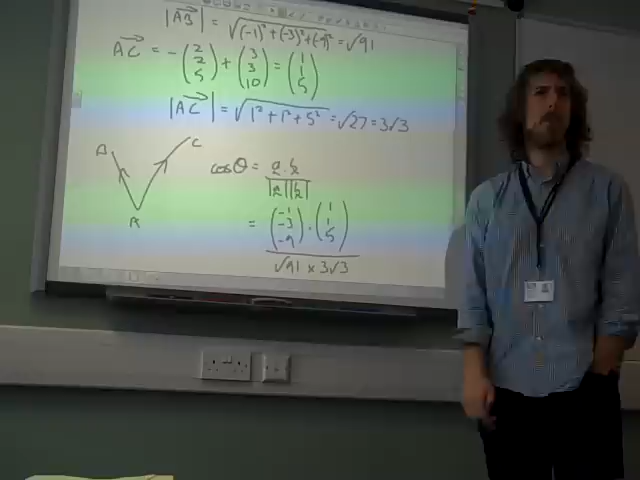 |AB| = √(-1)² + (-3)² + (-9)² = √91
AC = -(2 2 5) + (3 3 10) = (1 1 5)
|AC| = √1² + 1² + 5² = √27 = 3√3
B C
A
cosθ = a.b
|a||b|
= (-1 -3 -9) . (1 1 5)
√91 × 3√3